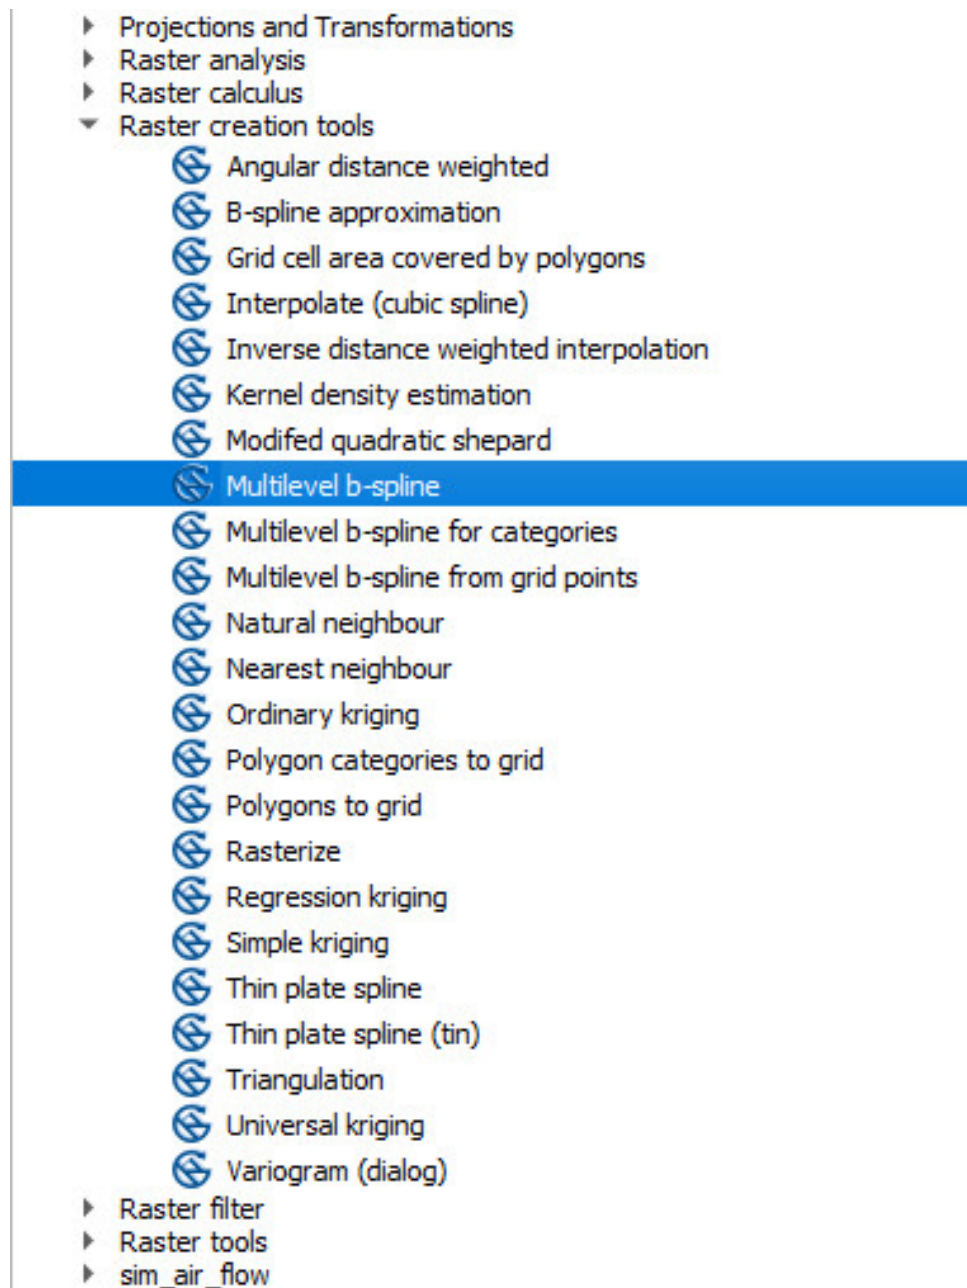 Projections and Transformations
Raster analysis
Raster calculus
Raster creation tools
Angular distance weighted
B-spline approximation
Grid cell area covered by polygons
Interpolate (cubic spline)
Inverse distance weighted interpolation
Kernel density estimation
Modifed quadratic shepard
Multilevel b-spline
Multilevel b-spline for categories
Multilevel b-spline from grid points
Natural neighbour
Nearest neighbour
Ordinary kriging
Polygon categories to grid
Polygons to grid
Rasterize
Regression kriging
Simple kriging
Thin plate spline
Thin plate spline (tin)
Triangulation
Universal kriging
Variogram (dialog)
Raster filter
Raster tools
sim_air_flow